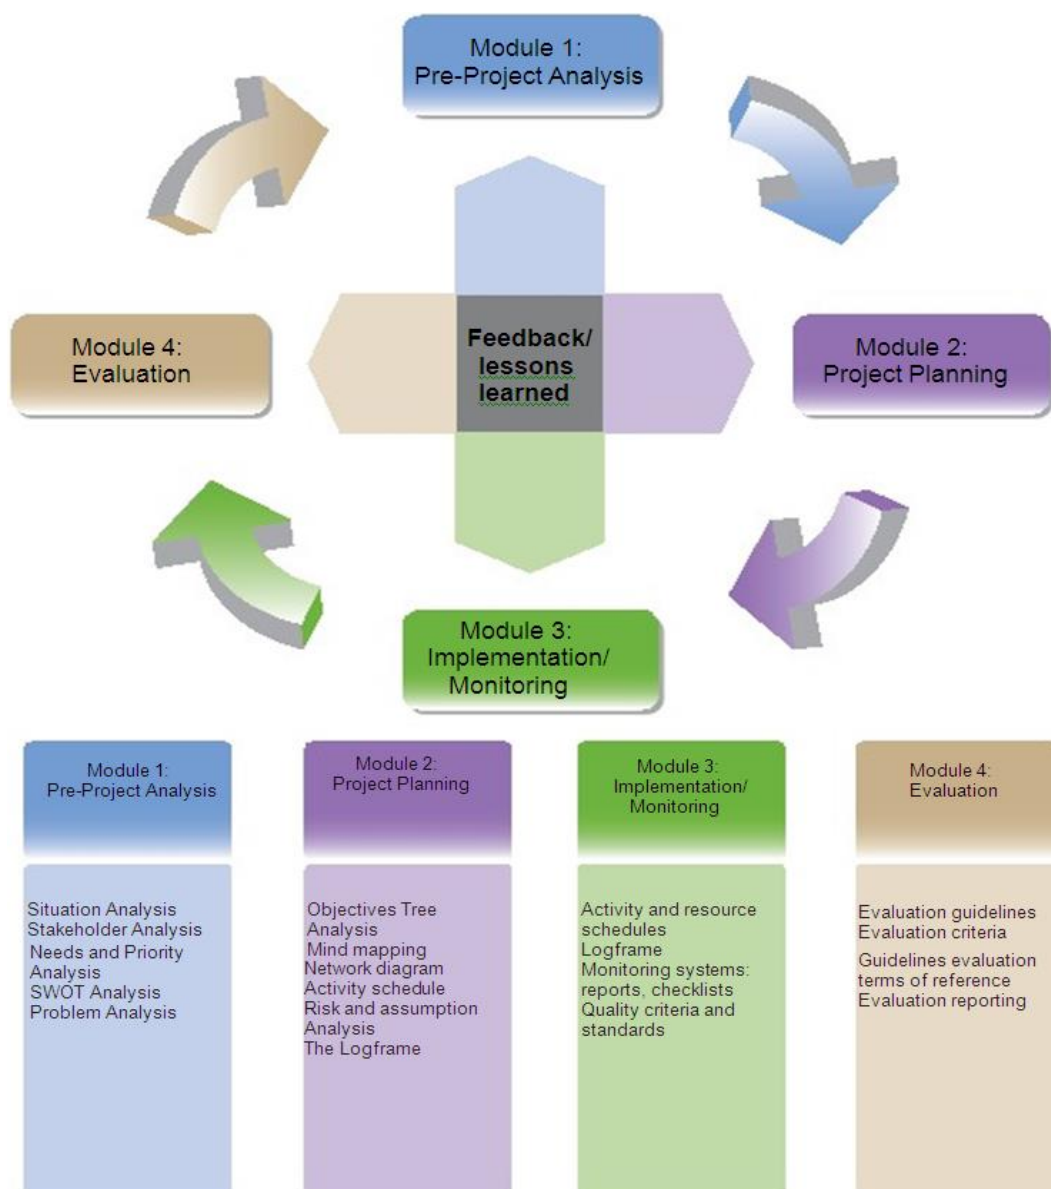 Module 1:
Pre-Project Analysis
Module 4:
Evaluation
Feedback/
lessons
learned
Module 2:
Project Planning
Module 3:
Implementation/
Monitoring
Module 1:
Pre-Project Analysis
Situation Analysis
Stakeholder Analysis
Needs and Priority
Analysis
SWOT Analysis
Problem Analysis
Module 2:
Project Planning
Objectives Tree
Analysis
Mind mapping
Network diagram
Activity schedule
Risk and assumption
Analysis
The Logframe
Module 3:
Implementation/
Monitoring
Activity and resource
schedules
Logframe
Monitoring systems:
reports, checklists
Quality criteria and
standards
Module 4:
Evaluation
Evaluation guidelines
Evaluation criteria
Guidelines evaluation
terms of reference
Evaluation reporting